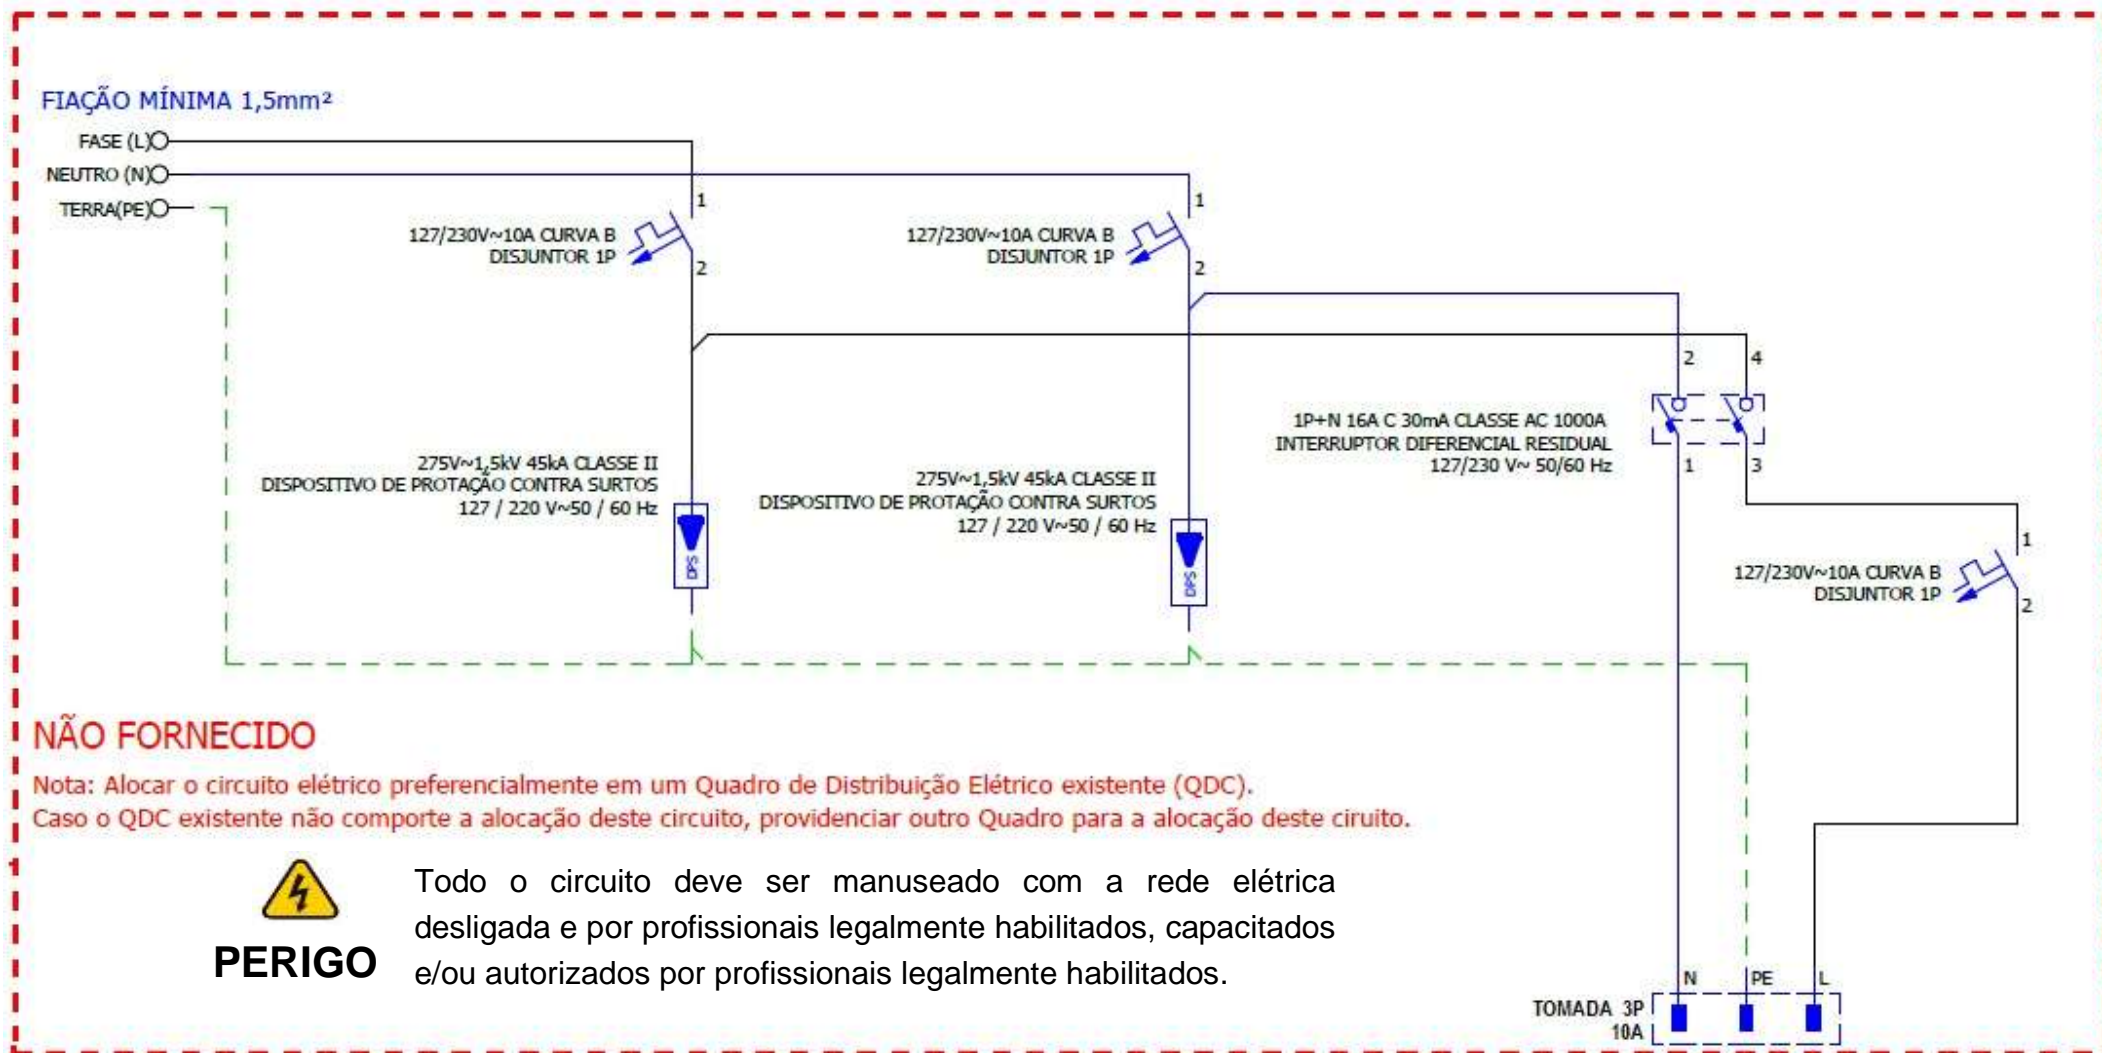 FIAÇÃO MÍNIMA 1,5mm²
FASE (L)
NEUTRO (N)
TERRA(PE)
1
127/230V~10A CURVA B
DISJUNTOR 1P
2
1
127/230V~10A CURVA B
DISJUNTOR 1P
2
2
4
1P+N 16A C 30mA CLASSE AC 1000A
INTERRUPTOR DIFERENCIAL RESIDUAL
127/230 V~ 50/60 Hz
1
3
275V~1,5kV 45kA CLASSE II
DISPOSITIVO DE PROTAÇÃO CONTRA SURTOS
127 / 220 V~50 / 60 Hz
DPS
275V~1,5kV 45kA CLASSE II
DISPOSITIVO DE PROTAÇÃO CONTRA SURTOS
127 / 220 V~50 / 60 Hz
DPS
1
127/230V~10A CURVA B
DISJUNTOR 1P
2
NÃO FORNECIDO
Nota: Alocar o circuito elétrico preferencialmente em um Quadro de Distribuição Elétrico existente (QDC).
Caso o QDC existente não comporte a alocação deste circuito, providenciar outro Quadro para a alocação deste ciruito.
PERIGO
Todo o circuito deve ser manuseado com a rede elétrica
desligada e por profissionais legalmente habilitados, capacitados
e/ou autorizados por profissionais legalmente habilitados.
N PE L
TOMADA 3P
10A